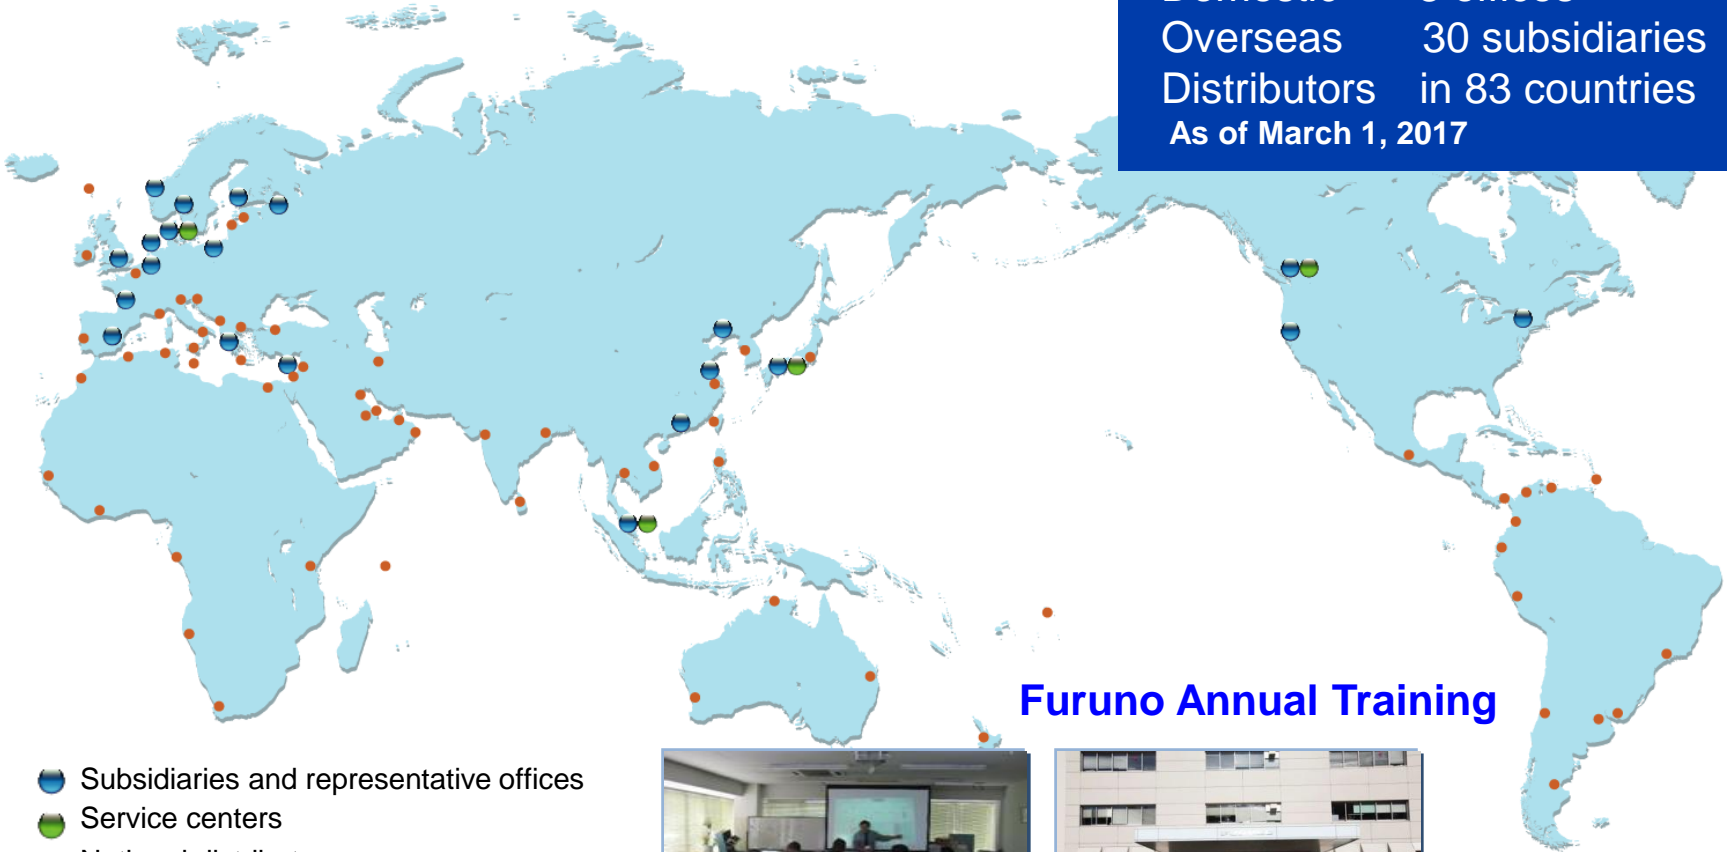 Overseas 30 subsidiaries
Distributors in 83 countries
As of March 1, 2017
Furuno Annual Training
Subsidiaries and representative offices
Service centers